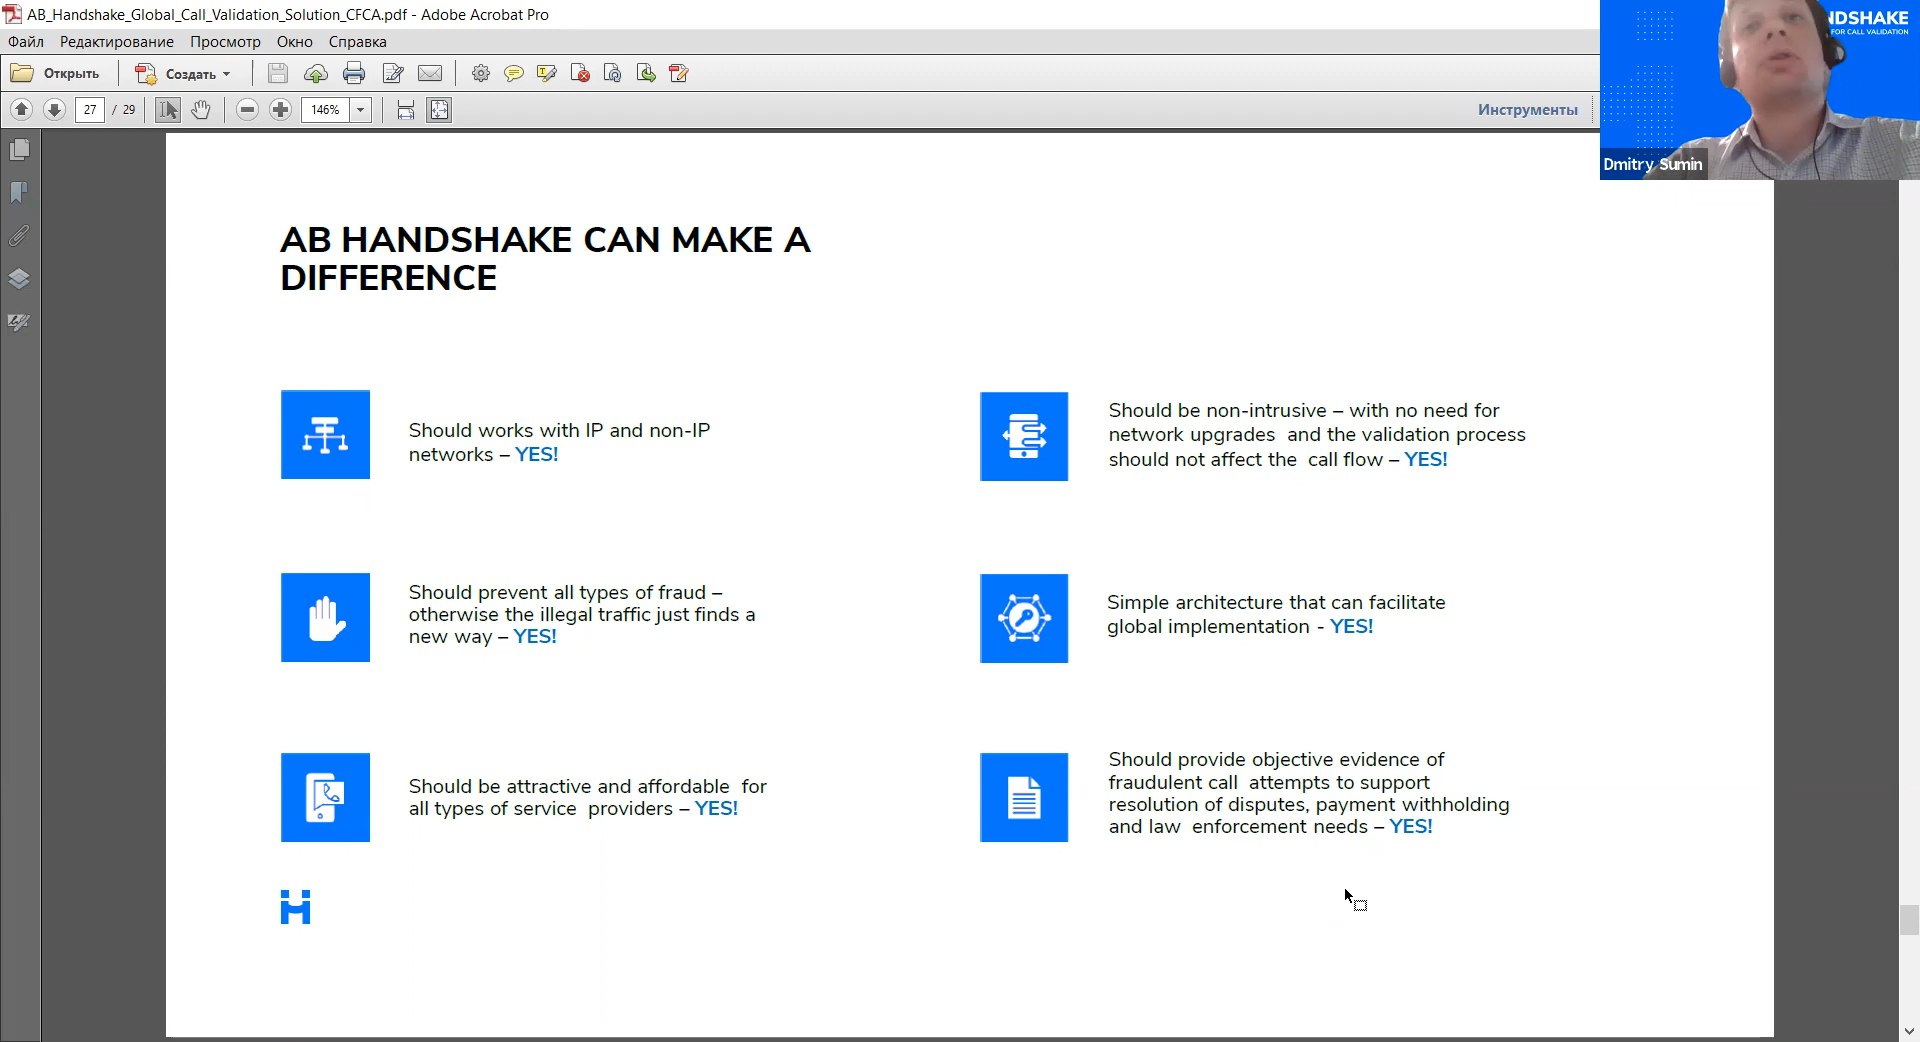 AB_Handshake_Global_Call_Validation_Solution_CFCA.pdf - Adobe Acrobat Pro
Файл Редактирование Просмотр Окно Справка
Открыть Создать
27 / 29 146% Инструменты
NDSHAKE
FOR CALL VALIDATION
Dmitry Sumin
AB HANDSHAKE CAN MAKE A
DIFFERENCE
Should works with IP and non-IP
networks – YES!
Should be non-intrusive – with no need for
network upgrades and the validation process
should not affect the call flow – YES!
Should prevent all types of fraud –
otherwise the illegal traffic just finds a
new way – YES!
Simple architecture that can facilitate
global implementation - YES!
Should be attractive and affordable for
all types of service providers – YES!
Should provide objective evidence of
fraudulent call attempts to support
resolution of disputes, payment withholding
and law enforcement needs – YES!